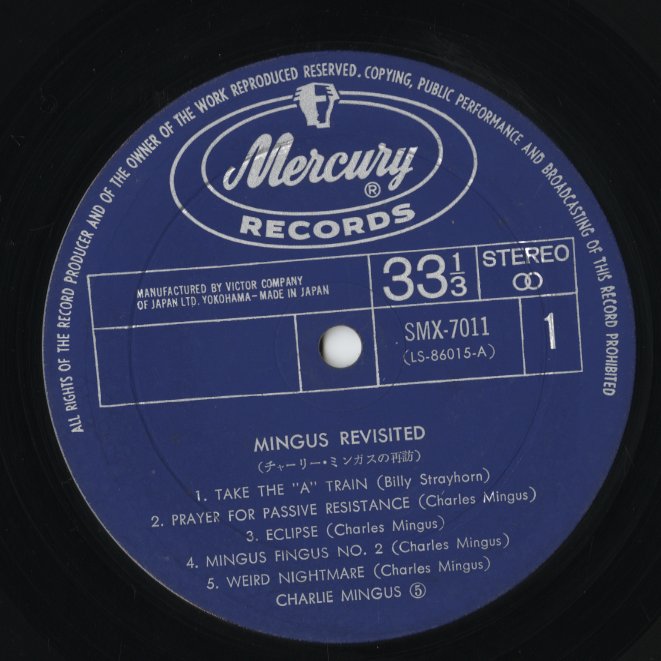 ALL RIGHTS OF THE RECORD PRODUCER AND OF THE OWNER OF THE WORK REPRODUCED RESERVED. COPYING, PUBLIC PERFORMANCE AND BROADCASTING OF THIS RECORD PROHIBITED
Mercury®
RECORDS
MANUFACTURED BY VICTOR COMPANY
OF JAPAN LTD, YOKOHAMA-MADE IN JAPAN
33 1/3
STEREO
SMX-7011
(LS-86015-A)
1
MINGUS REVISITED
(チャーリー・ミンガスの再訪)
1. TAKE THE "A" TRAIN (Billy Strayhorn)
2. PRAYER FOR PASSIVE RESISTANCE (Charles Mingus)
3. ECLIPSE (Charles Mingus)
4. MINGUS FINGUS NO. 2 (Charles Mingus)
5. WEIRD NIGHTMARE (Charles Mingus)
CHARLIE MINGUS ⑤